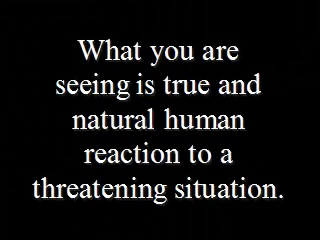 What you are
seeing is true and
natural human
reaction to a
threatening situation.